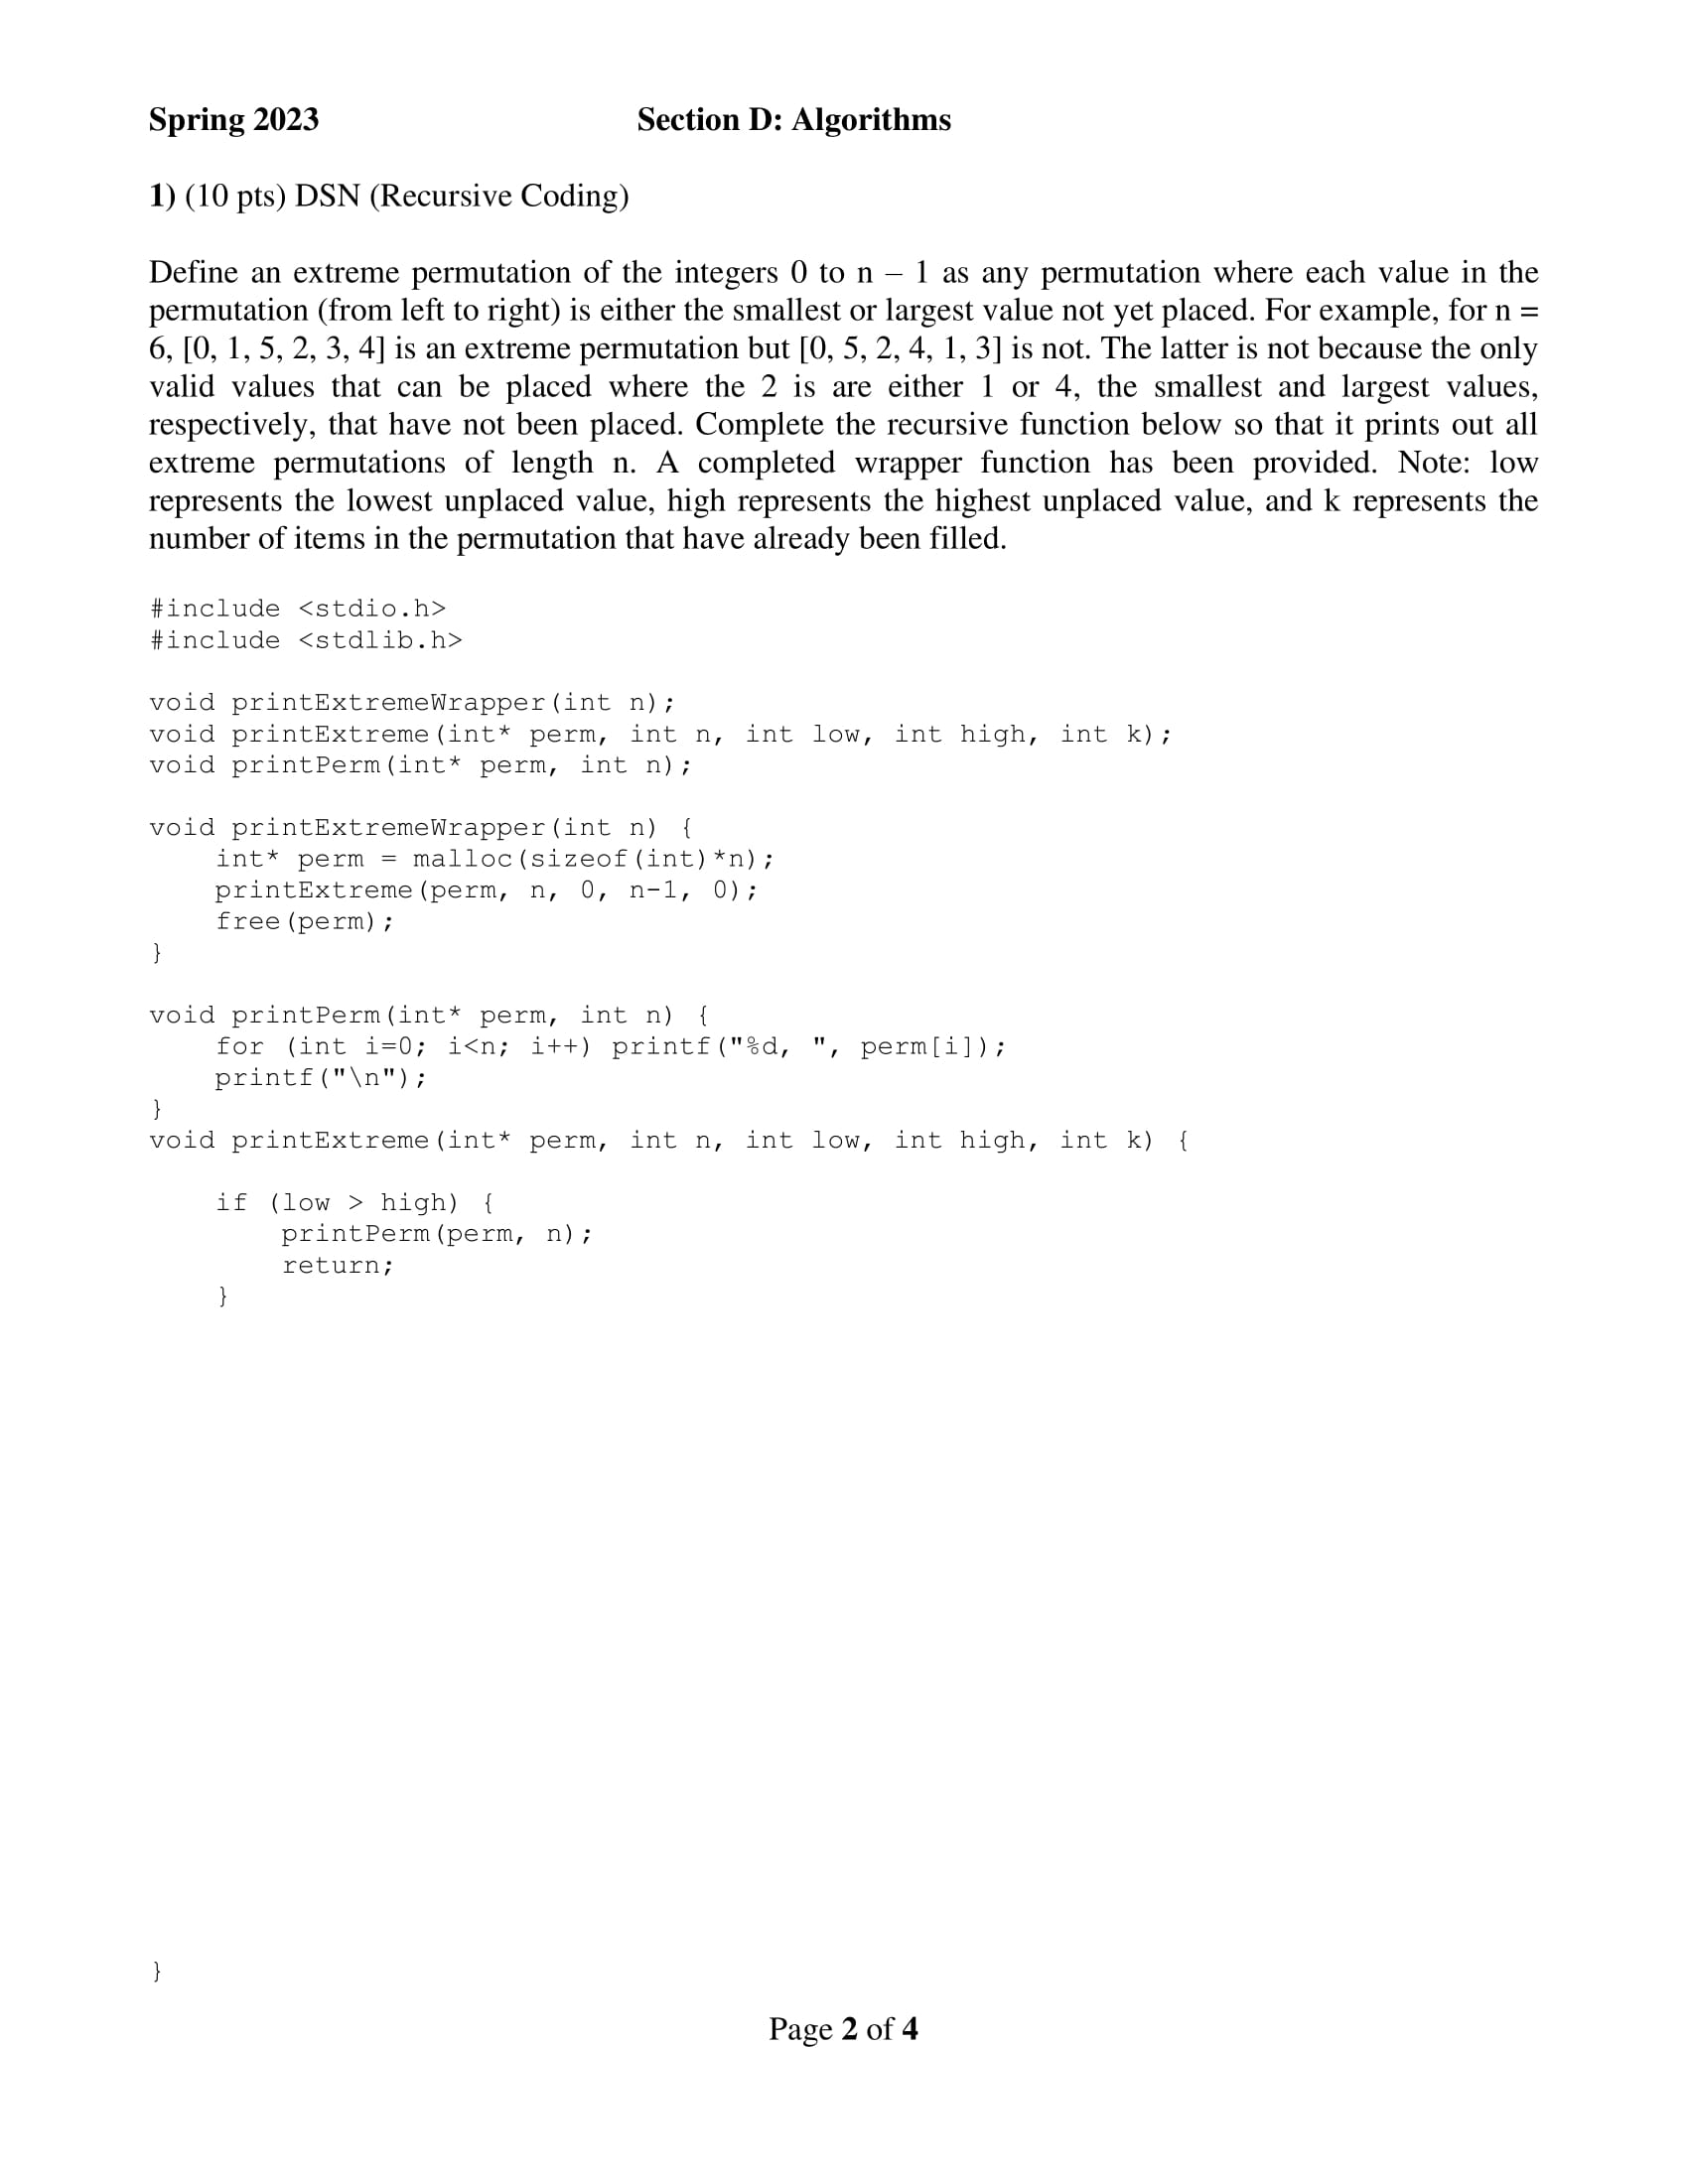 Spring 2023 Section D: Algorithms
1) (10 pts) DSN (Recursive Coding)
Define an extreme permutation of the integers 0 to n – 1 as any permutation where each value in the
permutation (from left to right) is either the smallest or largest value not yet placed. For example, for n =
6, [0, 1, 5, 2, 3, 4] is an extreme permutation but [0, 5, 2, 4, 1, 3] is not. The latter is not because the only
valid values that can be placed where the 2 is are either 1 or 4, the smallest and largest values,
respectively, that have not been placed. Complete the recursive function below so that it prints out all
extreme permutations of length n. A completed wrapper function has been provided. Note: low
represents the lowest unplaced value, high represents the highest unplaced value, and k represents the
number of items in the permutation that have already been filled.
#include <stdio.h>
#include <stdlib.h>
void printExtremeWrapper(int n);
void printExtreme(int* perm, int n, int low, int high, int k);
void printPerm(int* perm, int n);
void printExtremeWrapper(int n) {
    int* perm = malloc(sizeof(int)*n);
    printExtreme(perm, n, 0, n-1, 0);
    free(perm);
}
void printPerm(int* perm, int n) {
    for (int i=0; i<n; i++) printf("%d, ", perm[i]);
    printf("\n");
}
void printExtreme(int* perm, int n, int low, int high, int k) {
    if (low > high) {
        printPerm(perm, n);
        return;
    }
}
Page 2 of 4